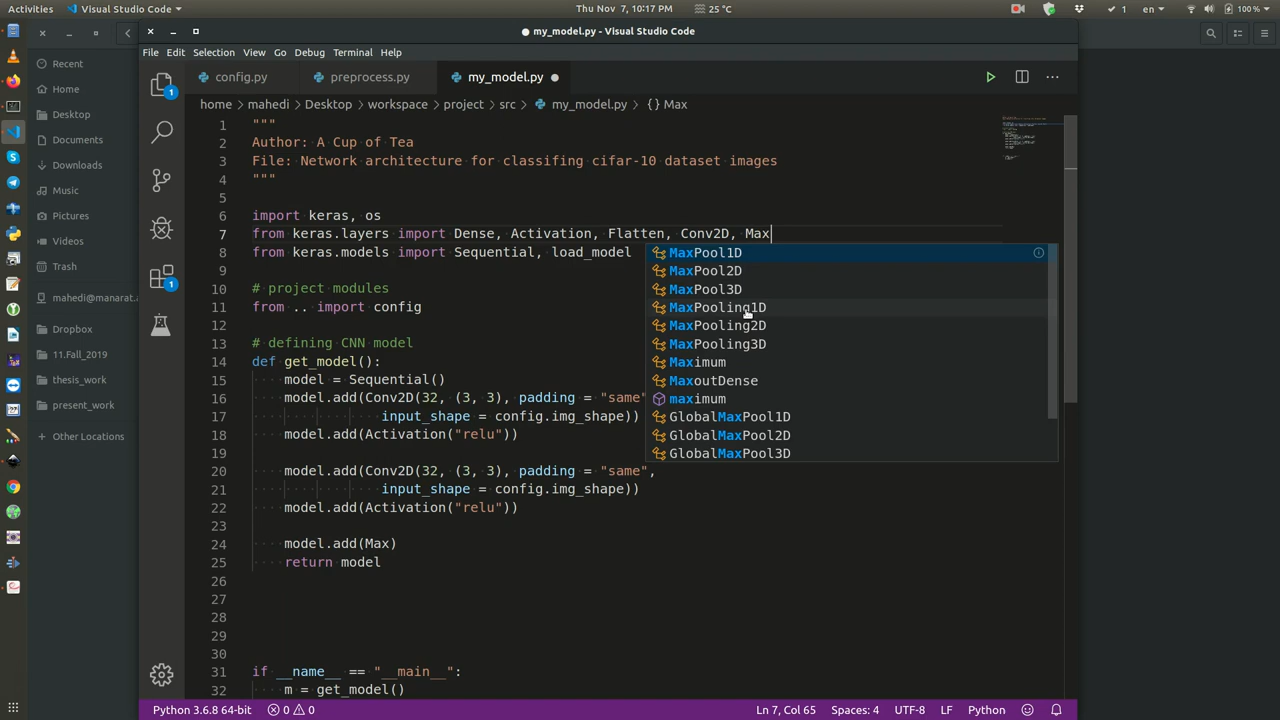 Activities
Visual Studio Code
Thu Nov 7, 10:17 PM
25 °C
1
en
100 %
my_model.py - Visual Studio Code
File Edit Selection View Go Debug Terminal Help
config.py
preprocess.py
my_model.py
home
mahedi
Desktop
workspace
project
src
my_model.py
{} Max
Recent
Home
Desktop
Documents
Downloads
Music
Pictures
Videos
Trash
mahedi@manarat.a
Dropbox
11.Fall_2019
thesis_work
present_work
Other Locations
1
1
1 """
2 Author: A Cup of Tea
3 File: Network architecture for classifing cifar-10 dataset images
4 """
5
6 import keras, os
7 from keras.layers import Dense, Activation, Flatten, Conv2D, Max
8 from keras.models import Sequential, load_model
9
10 # project modules
11 from .. import config
12
13 # defining CNN model
14 def get_model():
15 model = Sequential()
16 model.add(Conv2D(32, (3, 3), padding = "same"
17 input_shape = config.img_shape))
18 model.add(Activation("relu"))
19
20 model.add(Conv2D(32, (3, 3), padding = "same",
21 input_shape = config.img_shape))
22 model.add(Activation("relu"))
23
24 model.add(Max)
25 return model
26
27
28
29
30
31 if __name__ == "__main__":
32 m = get_model()
MaxPool1D
MaxPool2D
MaxPool3D
MaxPooling1D
MaxPooling2D
MaxPooling3D
Maximum
MaxoutDense
maximum
GlobalMaxPool1D
GlobalMaxPool2D
GlobalMaxPool3D
Python 3.6.8 64-bit
0
0
Ln 7, Col 65
Spaces: 4
UTF-8
LF
Python